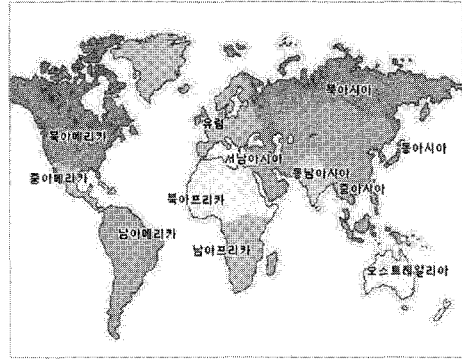 북아시아
유럽
북아메리카
동아시아
서남아시아
동남아시아
중아메리카
중아시아
북아프리카
남아메리카
남아프리카
오스트레일리아